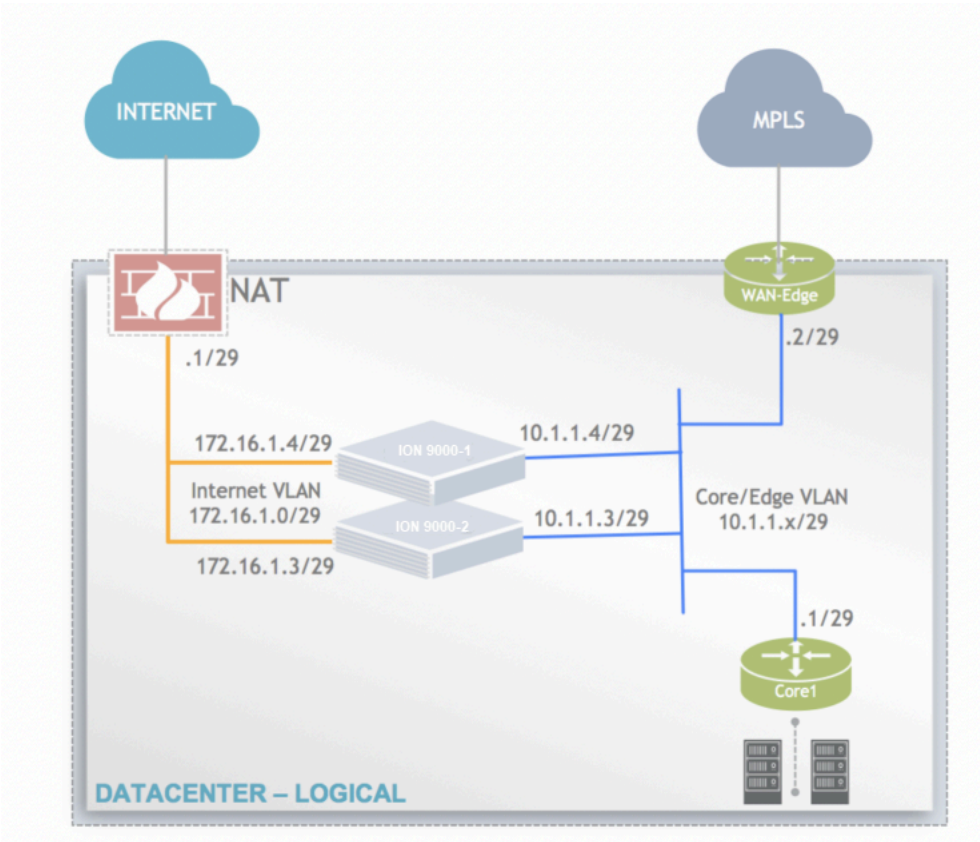 INTERNET
MPLS
NAT
WAN-Edge
.1/29
.2/29
172.16.1.4/29
ION 9000-1
10.1.1.4/29
Internet VLAN
172.16.1.0/29
Core/Edge VLAN
10.1.1.x/29
ION 9000-2
10.1.1.3/29
172.16.1.3/29
.1/29
Core1
DATACENTER – LOGICAL